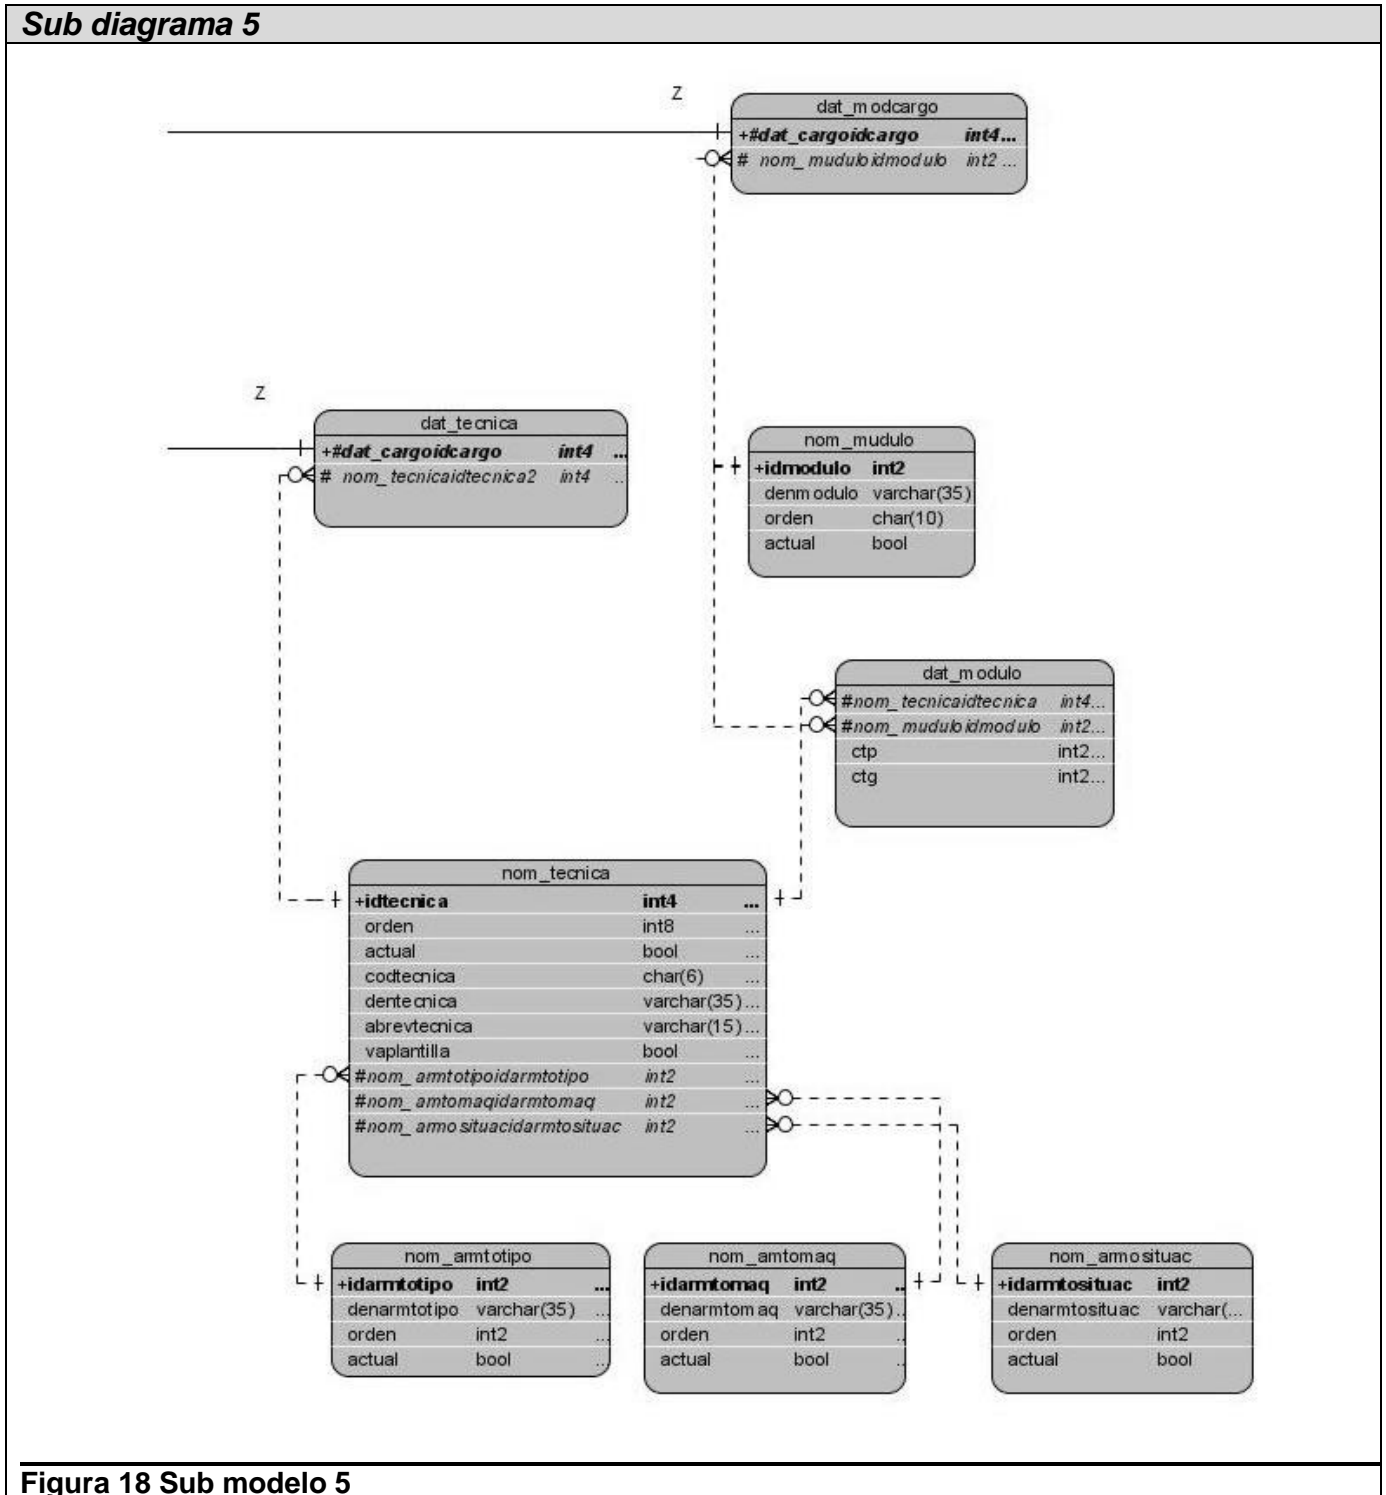 Sub diagrama 5
Z
dat_modcargo
+#dat_cargoidcargo int4...
# nom_muduloidmodulo int2 ...
Z
dat_tecnica
+#dat_cargoidcargo int4 ...
# nom_tecnicaidtecnica2 int4 ..
nom_mudulo
+idmodulo int2
denmodulo varchar(35)
orden char(10)
actual bool
dat_modulo
#nom_tecnicaidtecnica int4...
#nom_muduloidmodulo int2...
ctp int2...
ctg int2...
nom_tecnica
+idtecnica int4 ...
orden int8 ...
actual bool ...
codtecnica char(6) ...
dentecnica varchar(35)...
abrevtecnica varchar(15)...
vaplantilla bool ...
#nom_armtotipoidarmtotipo int2 ...
#nom_amtomaqidarmtomaq int2 ...
#nom_armosituacidarmtosituac int2 ...
nom_armtotipo
+idarmtotipo int2 ...
denarmtotipo varchar(35) ...
orden int2 ...
actual bool ...
nom_amtomaq
+idarmtomaq int2 ..
denarmtomaq varchar(35)..
orden int2 ..
actual bool ..
nom_armosituac
+idarmtosituac int2
denarmtosituac varchar(...
orden int2
actual bool
Figura 18 Sub modelo 5